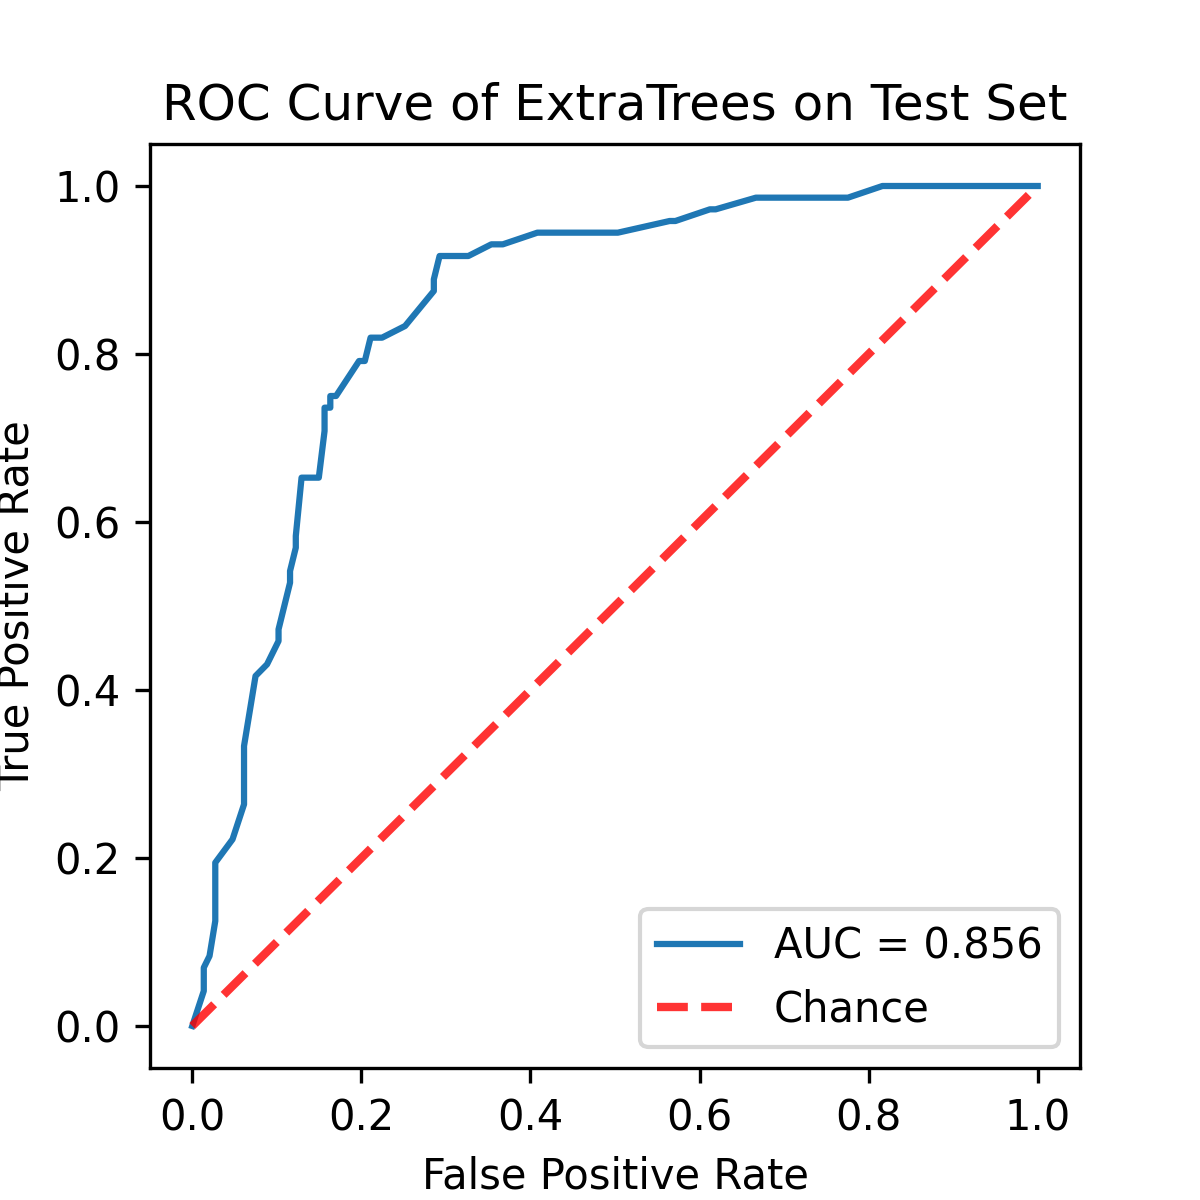 ROC Curve of ExtraTrees on Test Set
1.0
0.8
0.6
0.4
0.2
0.0
True Positive Rate
AUC = 0.856
Chance
0.0 0.2 0.4 0.6 0.8 1.0
False Positive Rate